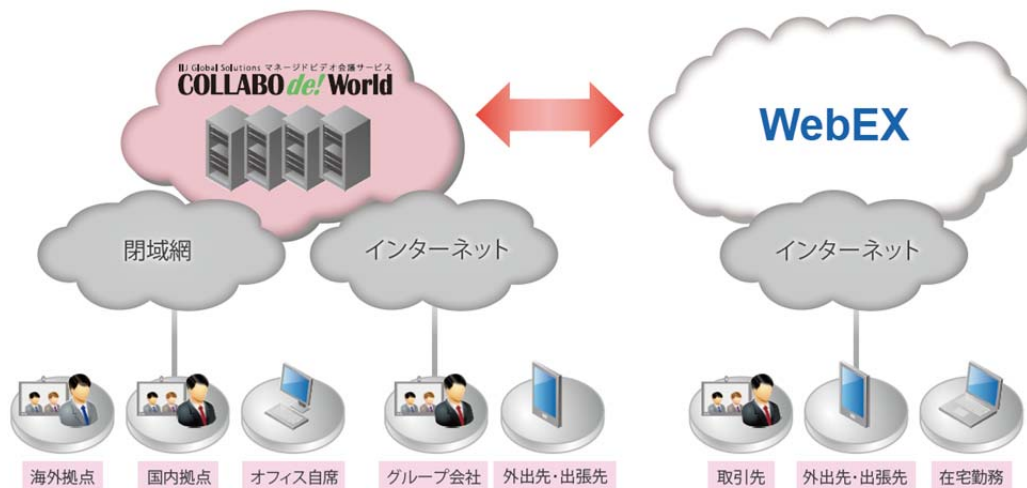 IIJ Global Solutions マネージドビデオ会議サービス
COLLABO de! World
WebEX
閉域網
インターネット
インターネット
海外拠点
国内拠点
オフィス自席
グループ会社
外出先・出張先
取引先
外出先・出張先
在宅勤務